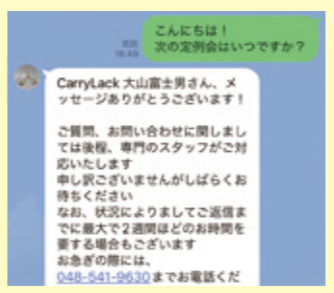 こんにちは！
次の定例会はいつですか？
既読
16:49
CarryLack 大山富士男さん、メ
ッセージありがとうございます！
ご質問、お問い合わせに関しまし
ては後程、専門のスタッフがご対
応いたします
申し訳ございませんがしばらくお
待ちください
なお、状況によりましてご返信ま
でに最大で2週間ほどのお時間を
要する場合もございます
お急ぎの際には、
048-541-9630までお電話くだ